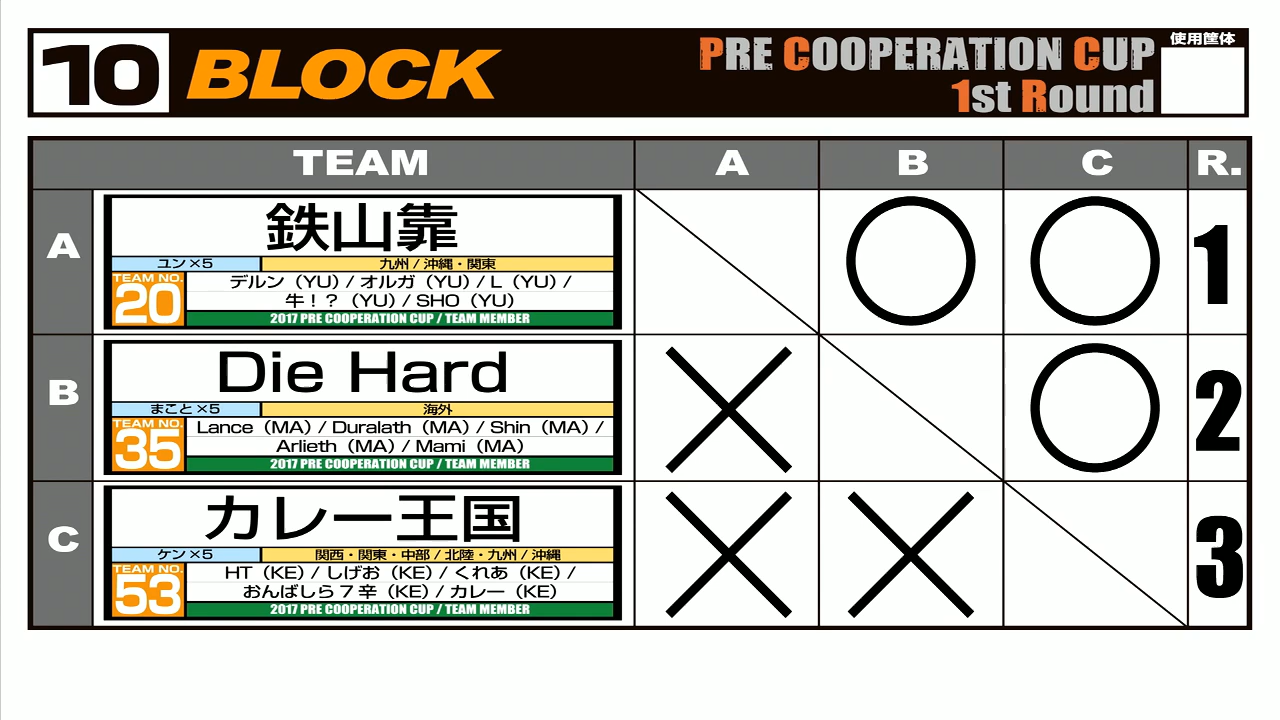 10 BLOCK
PRE COOPERATION CUP
1st Round
使用筐体
TEAM A B C R.
A
鉄山靠
ユン×5 九州 / 沖縄・関東
TEAM NO. 20
デルン（YU）/ オルガ（YU）/ L（YU）/
牛！？（YU）/ SHO（YU）
2017 PRE COOPERATION CUP / TEAM MEMBER
○ ○ 1
B
Die Hard
まこと×5 海外
TEAM NO. 35
Lance（MA）/ Duralath（MA）/ Shin（MA）/
Arlieth（MA）/ Mami（MA）
2017 PRE COOPERATION CUP / TEAM MEMBER
× ○ 2
C
カレー王国
ケン×5 関西・関東・中部 / 北陸・九州 / 沖縄
TEAM NO. 53
HT（KE）/ しげお（KE）/ くれあ（KE）/
おんばしら７辛（KE）/ カレー（KE）
2017 PRE COOPERATION CUP / TEAM MEMBER
× × 3